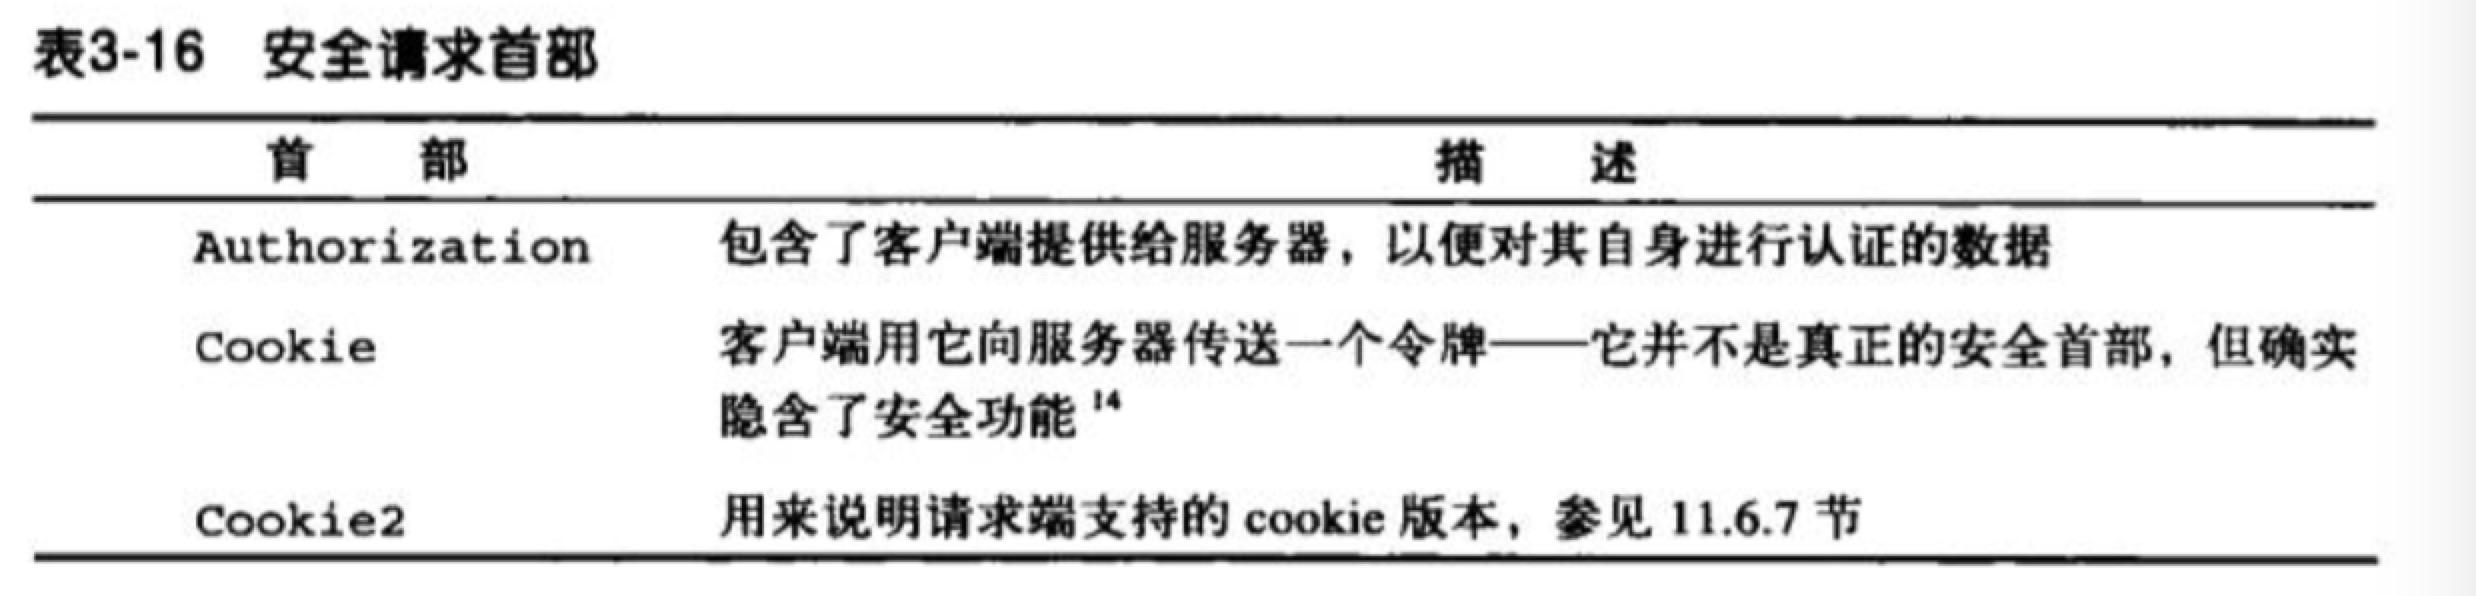 表3-16 安全请求首部
首 部 描 述
Authorization 包含了客户端提供给服务器，以便对其自身进行认证的数据
Cookie 客户端用它向服务器传送一个令牌——它并不是真正的安全首部，但确实
隐含了安全功能14
Cookie2 用来说明请求端支持的 cookie 版本，参见 11.6.7 节